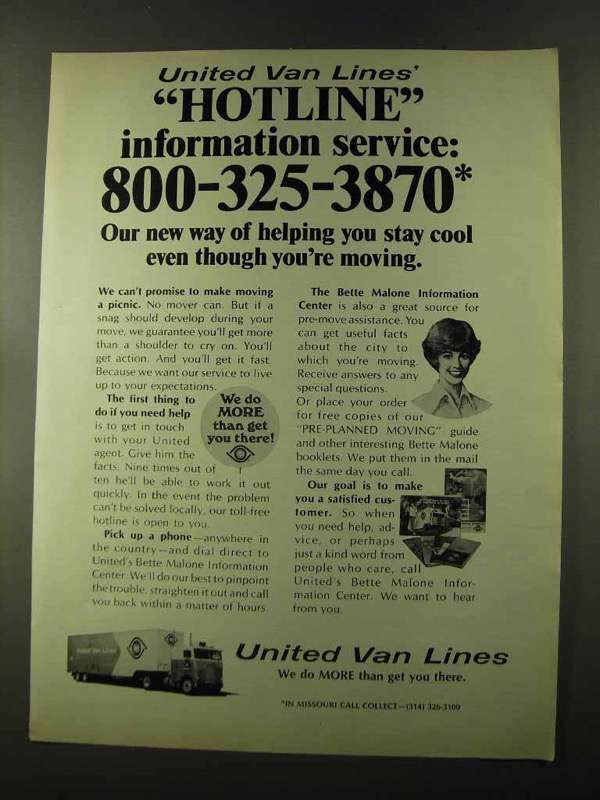 United Van Lines'
"HOTLINE"
information service:
800-325-3870*
Our new way of helping you stay cool
even though you're moving.
We can't promise to make moving
a picnic. No mover can. But if a
snag should develop during your
move, we guarantee you'll get more
than a shoulder to cry on. You'll
get action. And you'll get it fast.
Because we want our service to live
up to your expectations.
The first thing to
do if you need help
is to get in touch
with your United
agent. Give him the
facts. Nine times out of
ten he'll be able to work it out
quickly. In the event the problem
can't be solved locally, our toll-free
hotline is open to you.
Pick up a phone—anywhere in
the country—and dial direct to
United's Bette Malone Information
Center. We'll do our best to pinpoint
the trouble, straighten it out and call
you back within a matter of hours.
We do
MORE
than get
you there!
The Bette Malone Information
Center is also a great source for
pre-move assistance. You
can get useful facts
about the city to
which you're moving.
Receive answers to any
special questions.
Or place your order
for free copies of our
"PRE-PLANNED MOVING" guide
and other interesting Bette Malone
booklets. We put them in the mail
the same day you call.
Our goal is to make
you a satisfied cus-
tomer. So when
you need help, ad-
vice, or perhaps
just a kind word from
people who care, call
United's Bette Malone Infor-
mation Center. We want to hear
from you.
United Van Lines
United Van Lines
We do MORE than get you there.
*IN MISSOURI CALL COLLECT—(314) 326-3100